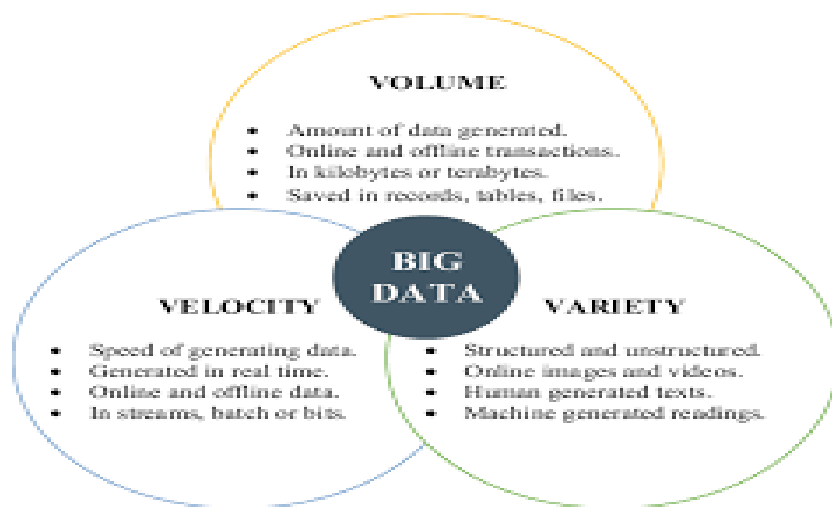 VOLUME
• Amount of data generated.
• Online and offline transactions.
• In kilobytes or terabytes.
• Saved in records, tables, files.
BIG
DATA
VELOCITY
• Speed of generating data.
• Generated in real time.
• Online and offline data.
• In streams, batch or bits.
VARIETY
• Structured and unstructured.
• Online images and videos.
• Human generated texts.
• Machine generated readings.